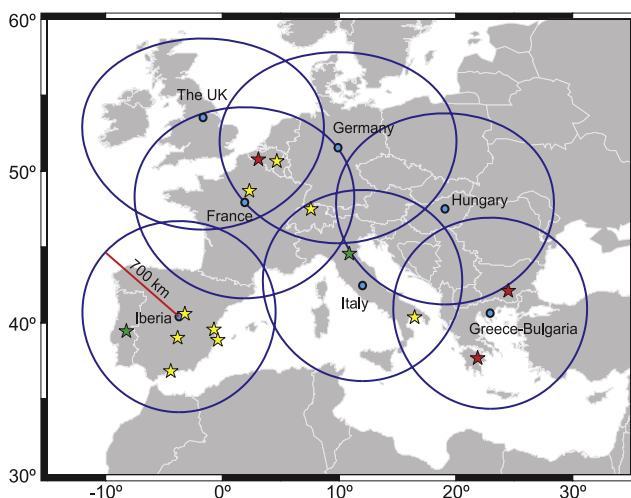 60º
The UK
Germany
50º
France
Hungary
700 km
Iberia
Italy
40º
Greece-Bulgaria
30º
-10º 0º 10º 20º 30º